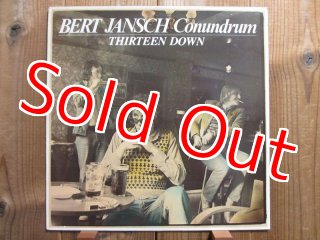 BERT JANSCH Conundrum
THIRTEEN DOWN
Sold Out